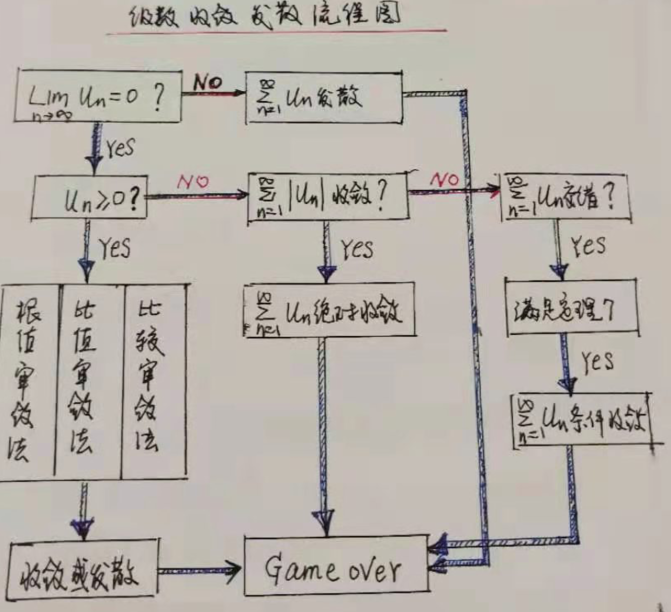 级数收敛发散流程图
Lim Un=0 ?
n→∞
NO
∞
∑ Un发散
n=1
Yes
Un≥0?
NO
∞
∑ |Un| 收敛?
n=1
NO
∞
∑ Un交错?
n=1
Yes
Yes
Yes
根值审敛法
比值审敛法
比较审敛法
∞
∑ Un绝对收敛
n=1
满足定理?
Yes
∞
∑ Un条件收敛
n=1
收敛或发散
Game over